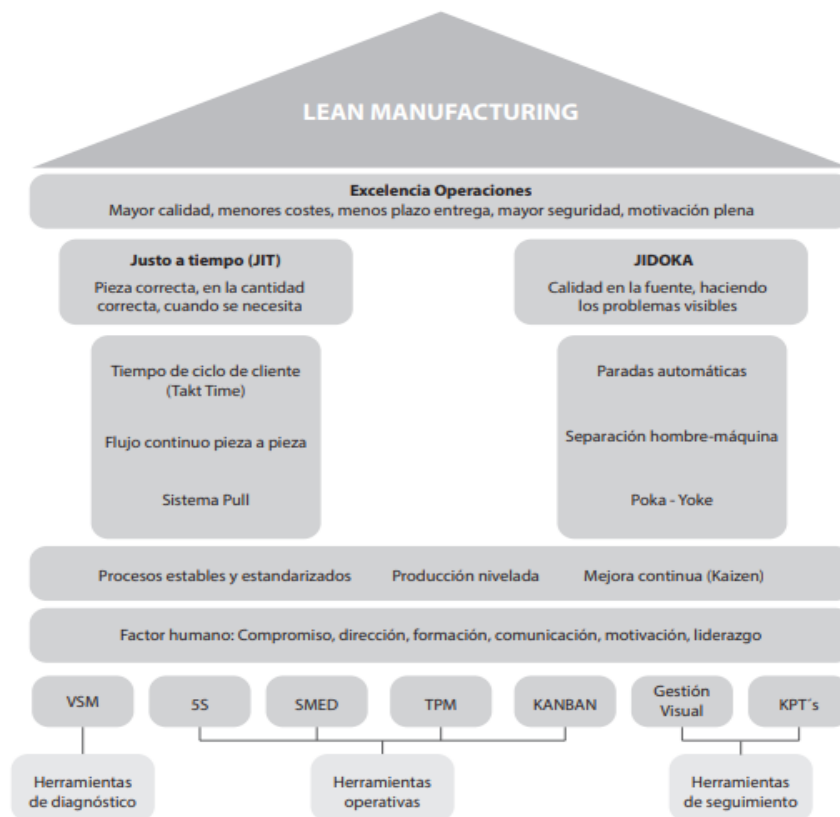 LEAN MANUFACTURING
Excelencia Operaciones
Mayor calidad, menores costes, menos plazo entrega, mayor seguridad, motivación plena
Justo a tiempo (JIT)
Pieza correcta, en la cantidad
correcta, cuando se necesita
JIDOKA
Calidad en la fuente, haciendo
los problemas visibles
Tiempo de ciclo de cliente
(Takt Time)
Flujo continuo pieza a pieza
Sistema Pull
Paradas automáticas
Separación hombre-máquina
Poka - Yoke
Procesos estables y estandarizados
Producción nivelada
Mejora continua (Kaizen)
Factor humano: Compromiso, dirección, formación, comunicación, motivación, liderazgo
VSM
5S
SMED
TPM
KANBAN
Gestión
Visual
KPT´s
Herramientas
de diagnóstico
Herramientas
operativas
Herramientas
de seguimiento